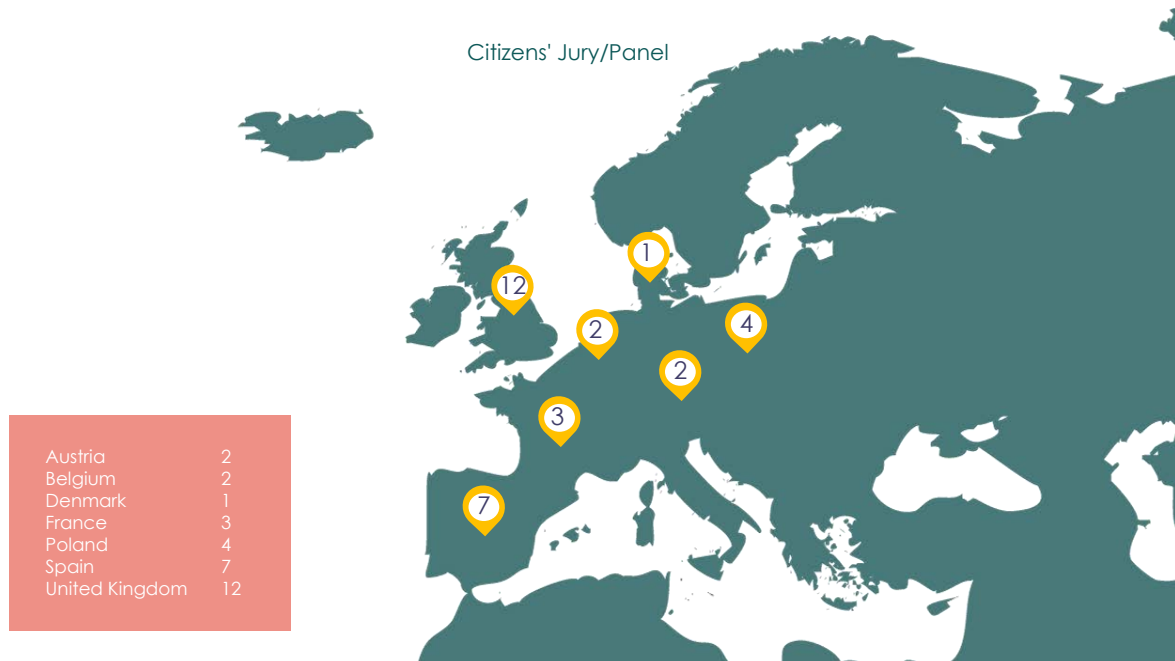 Citizens' Jury/Panel
1
12
2
4
2
3
7
Austria 2
Belgium 2
Denmark 1
France 3
Poland 4
Spain 7
United Kingdom 12